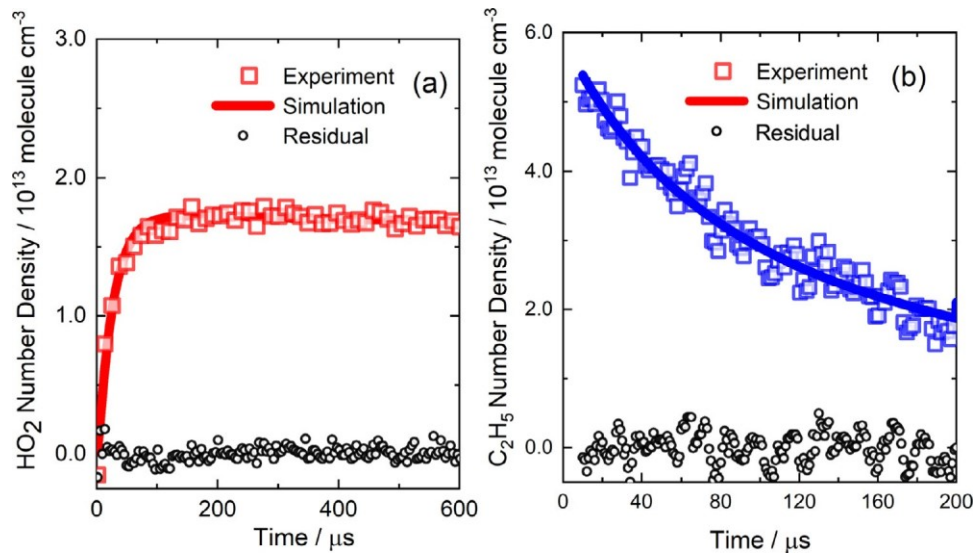 HO2 Number Density / 10^13 molecule cm^-3
3.0
2.0
1.0
0.0
Experiment
Simulation
Residual
(a)
0
200
400
600
Time / μs
C2H5 Number Density / 10^13 molecule cm^-3
6.0
4.0
2.0
0.0
Experiment
Simulation
Residual
(b)
0
40
80
120
160
200
Time / μs